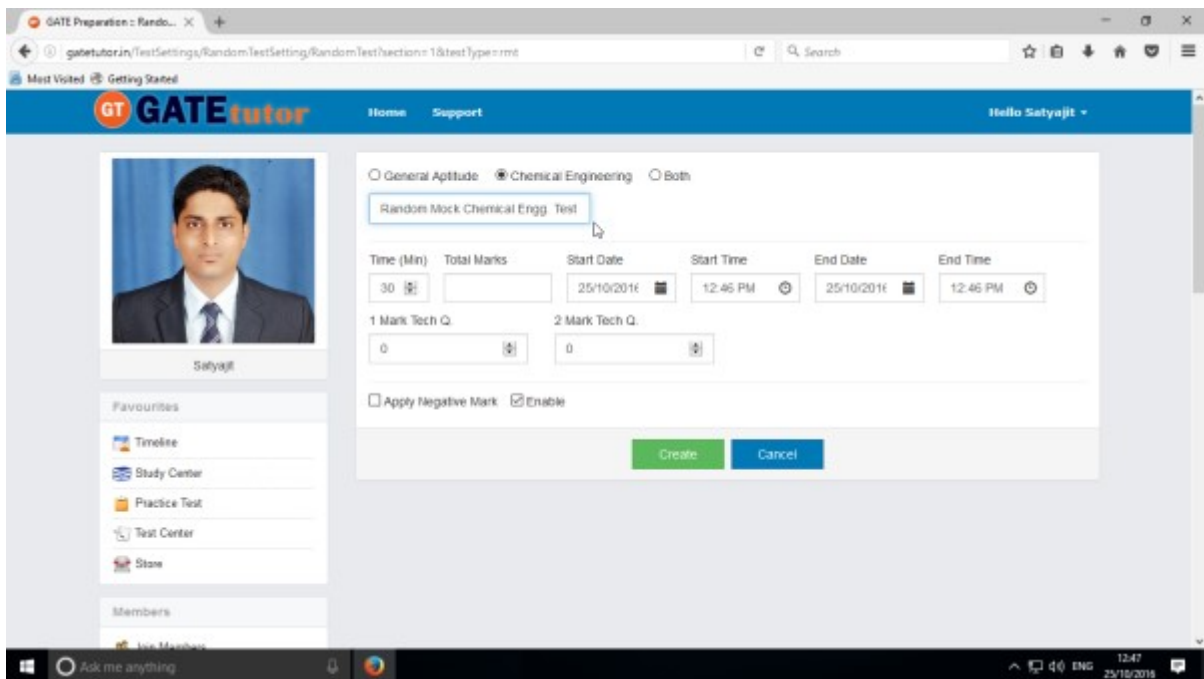 GATE Preparation :: Rando...
gatetutor.in/TestSettings/RandomTestSetting/RandomTest?section=1&testType=rmt
Search
Most Visited Getting Started
GT GATEtutor Home Support Hello Satyajit
General Aptitude Chemical Engineering Both
Random Mock Chemical Engg. Test
Time (Min) Total Marks Start Date Start Time End Date End Time
30 25/10/2016 12:46 PM 25/10/2016 12:46 PM
1 Mark Tech Q. 2 Mark Tech Q.
0 0
Satyajit
Apply Negative Mark Enable
Favourites
Create Cancel
Timeline
Study Center
Practice Test
Test Center
Store
Members
Join Members
Ask me anything ENG 12:47
25/10/2016